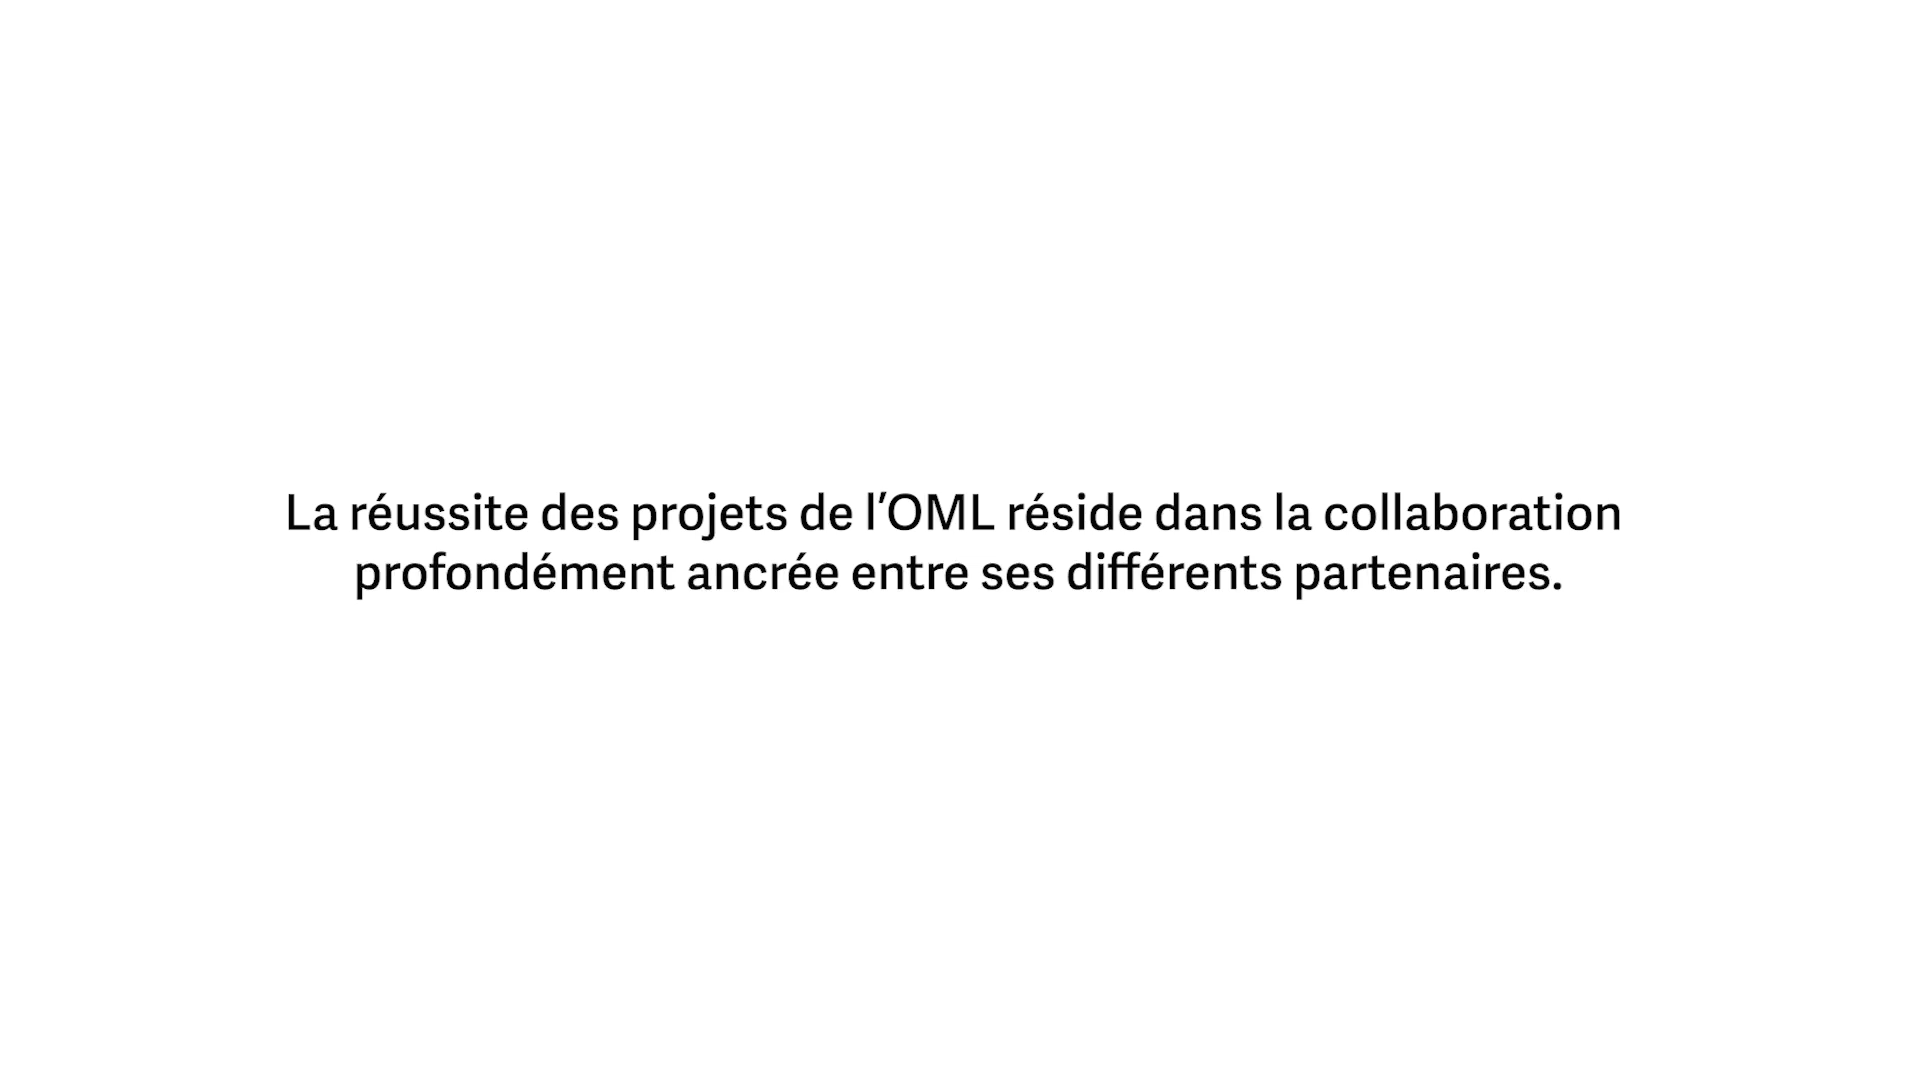 La réussite des projets de l’OML réside dans la collaboration
profondément ancrée entre ses différents partenaires.